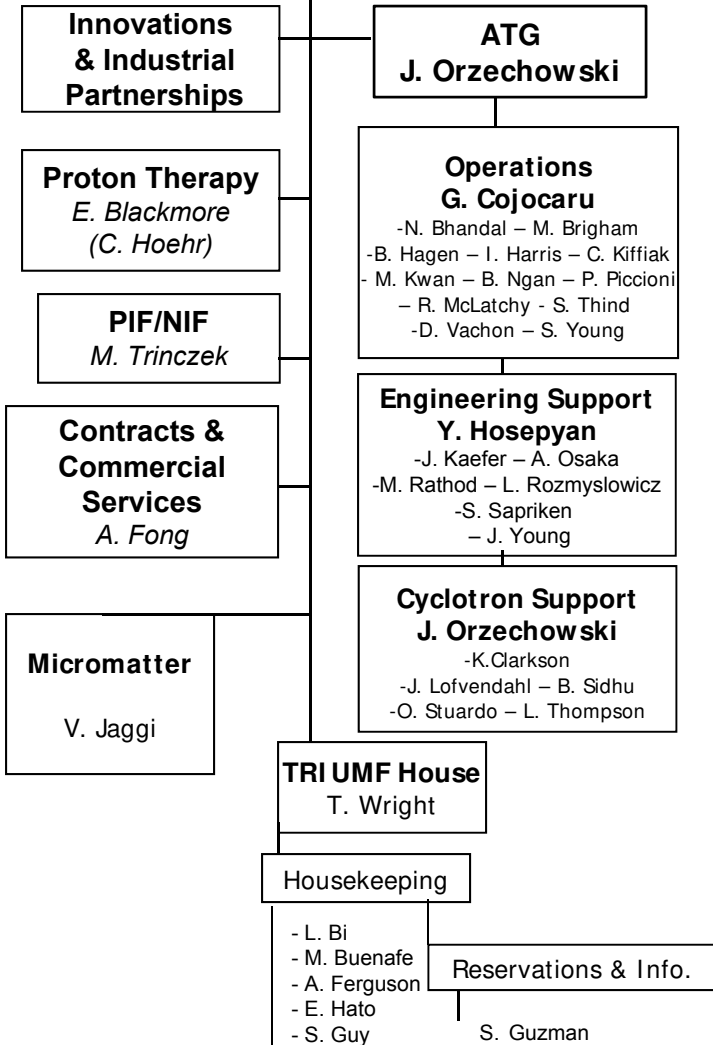 Innovations
& Industrial
Partnerships
ATG
J. Orzechowski
Proton Therapy
E. Blackmore
(C. Hoehr)
Operations
G. Cojocaru
-N. Bhandal – M. Brigham
-B. Hagen – I. Harris – C. Kiffiak
- M. Kwan – B. Ngan – P. Piccioni
– R. McLatchy - S. Thind
-D. Vachon – S. Young
PIF/NIF
M. Trinczek
Engineering Support
Y. Hosepyan
-J. Kaefer – A. Osaka
-M. Rathod – L. Rozmyslowicz
-S. Sapriken
– J. Young
Contracts &
Commercial
Services
A. Fong
Cyclotron Support
J. Orzechowski
-K.Clarkson
-J. Lofvendahl – B. Sidhu
-O. Stuardo – L. Thompson
Micromatter
V. Jaggi
TRIUMF House
T. Wright
Housekeeping
- L. Bi
- M. Buenafe
- A. Ferguson
- E. Hato
- S. Guy
Reservations & Info.
S. Guzman